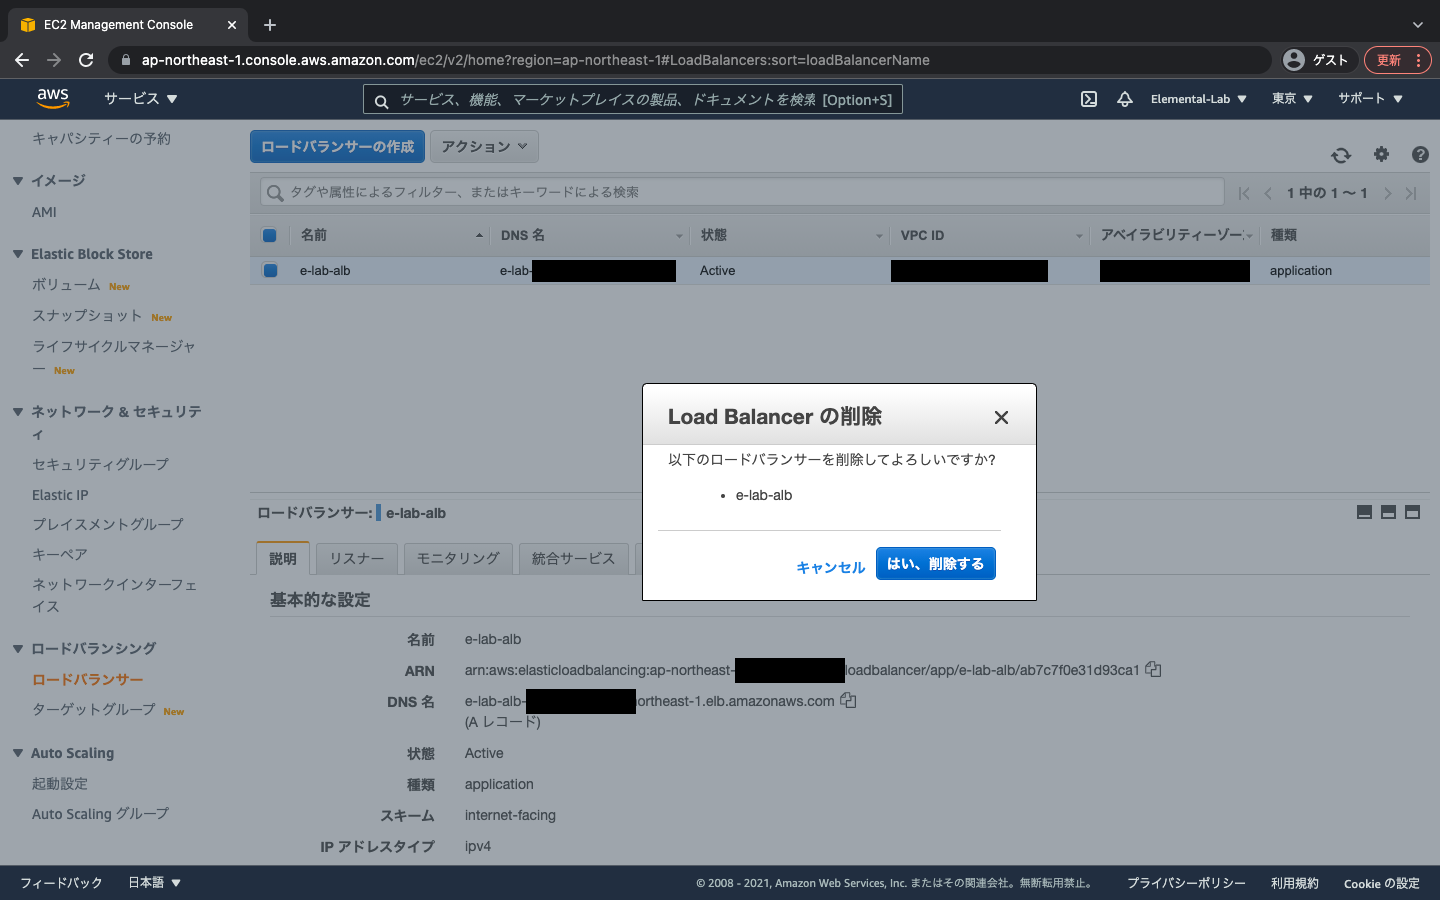 EC2 Management Console
ap-northeast-1.console.aws.amazon.com/ec2/v2/home?region=ap-northeast-1#LoadBalancers:sort=loadBalancerName
ゲスト
更新
aws
サービス
サービス、機能、マーケットプレイスの製品、ドキュメントを検索 [Option+S]
Elemental-Lab
東京
サポート
キャパシティーの予約
イメージ
AMI
Elastic Block Store
ボリューム New
スナップショット New
ライフサイクルマネージャ
ー New
ネットワーク & セキュリテ
ィ
セキュリティグループ
Elastic IP
プレイスメントグループ
キーペア
ネットワークインターフェ
イス
ロードバランシング
ロードバランサー
ターゲットグループ New
Auto Scaling
起動設定
Auto Scaling グループ
ロードバランサーの作成
アクション
タグや属性によるフィルター、またはキーワードによる検索
1 中の 1 〜 1
名前 DNS 名 状態 VPC ID アベイラビリティーゾー 種類
e-lab-alb e-lab- Active application
Load Balancer の削除
以下のロードバランサーを削除してよろしいですか?
• e-lab-alb
キャンセル はい、削除する
ロードバランサー: e-lab-alb
説明 リスナー モニタリング 統合サービス
基本的な設定
名前 e-lab-alb
ARN arn:aws:elasticloadbalancing:ap-northeast- loadbalancer/app/e-lab-alb/ab7c7f0e31d93ca1
DNS 名 e-lab-alb- ortheast-1.elb.amazonaws.com
(A レコード)
状態 Active
種類 application
スキーム internet-facing
IP アドレスタイプ ipv4
フィードバック
日本語
© 2008 - 2021, Amazon Web Services, Inc. またはその関連会社。無断転用禁止。
プライバシーポリシー
利用規約
Cookie の設定